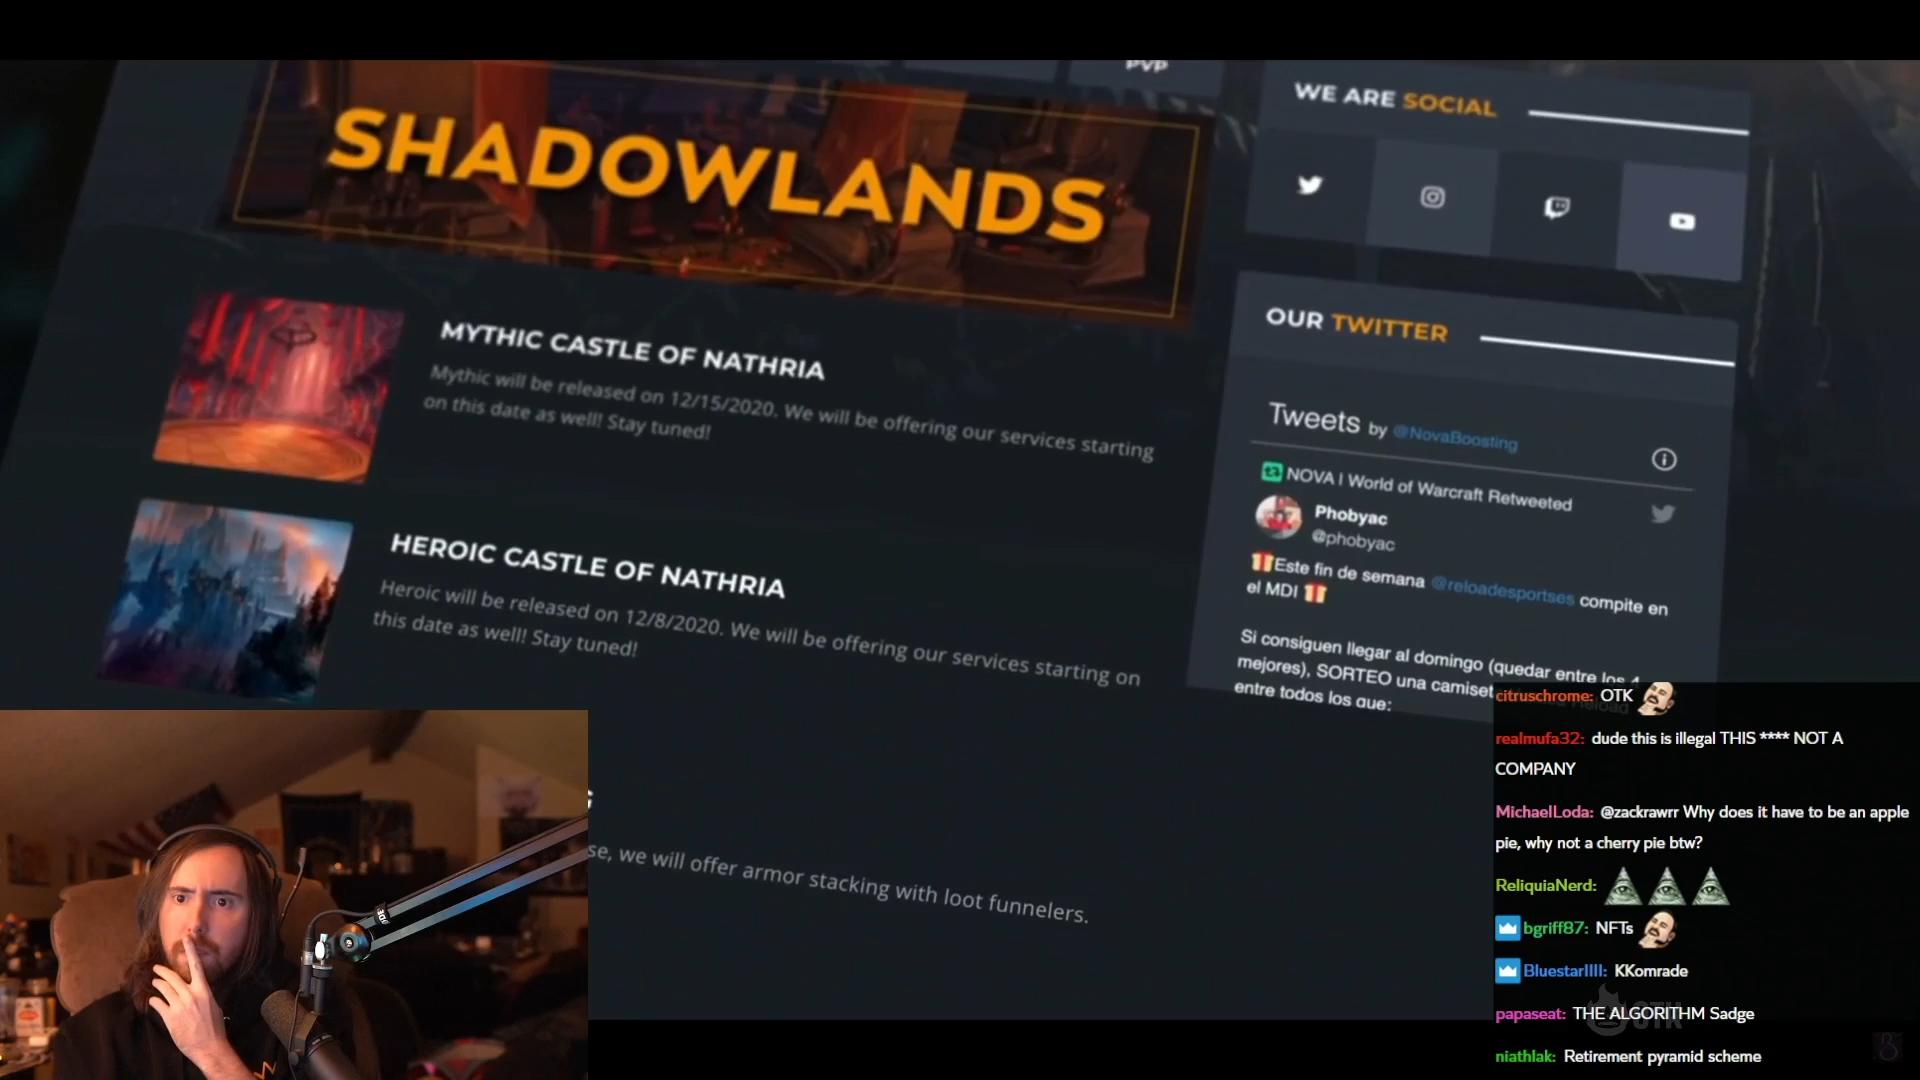 PVP
SHADOWLANDS
MYTHIC CASTLE OF NATHRIA
Mythic will be released on 12/15/2020. We will be offering our services starting
on this date as well! Stay tuned!
HEROIC CASTLE OF NATHRIA
Heroic will be released on 12/8/2020. We will be offering our services starting on
this date as well! Stay tuned!
we will offer armor stacking with loot funnelers.
WE ARE SOCIAL
OUR TWITTER
Tweets by @NovaBoosting
NOVA | World of Warcraft Retweeted
Phobyac
@phobyac
Este fin de semana @reloadesportses compite en
el MDI
Si consiguen llegar al domingo (quedar entre los 4
mejores), SORTEO una camiset
entre todos los que:
citruschrome: OTK
realmufa32: dude this is illegal THIS **** NOT A
COMPANY
MichaelLoda: @zackrawrr Why does it have to be an apple
pie, why not a cherry pie btw?
ReliquiaNerd:
bgriff87: NFTs
Bluestarllll: KKomrade
papaseat: THE ALGORITHM Sadge
OTK
niathlak: Retirement pyramid scheme